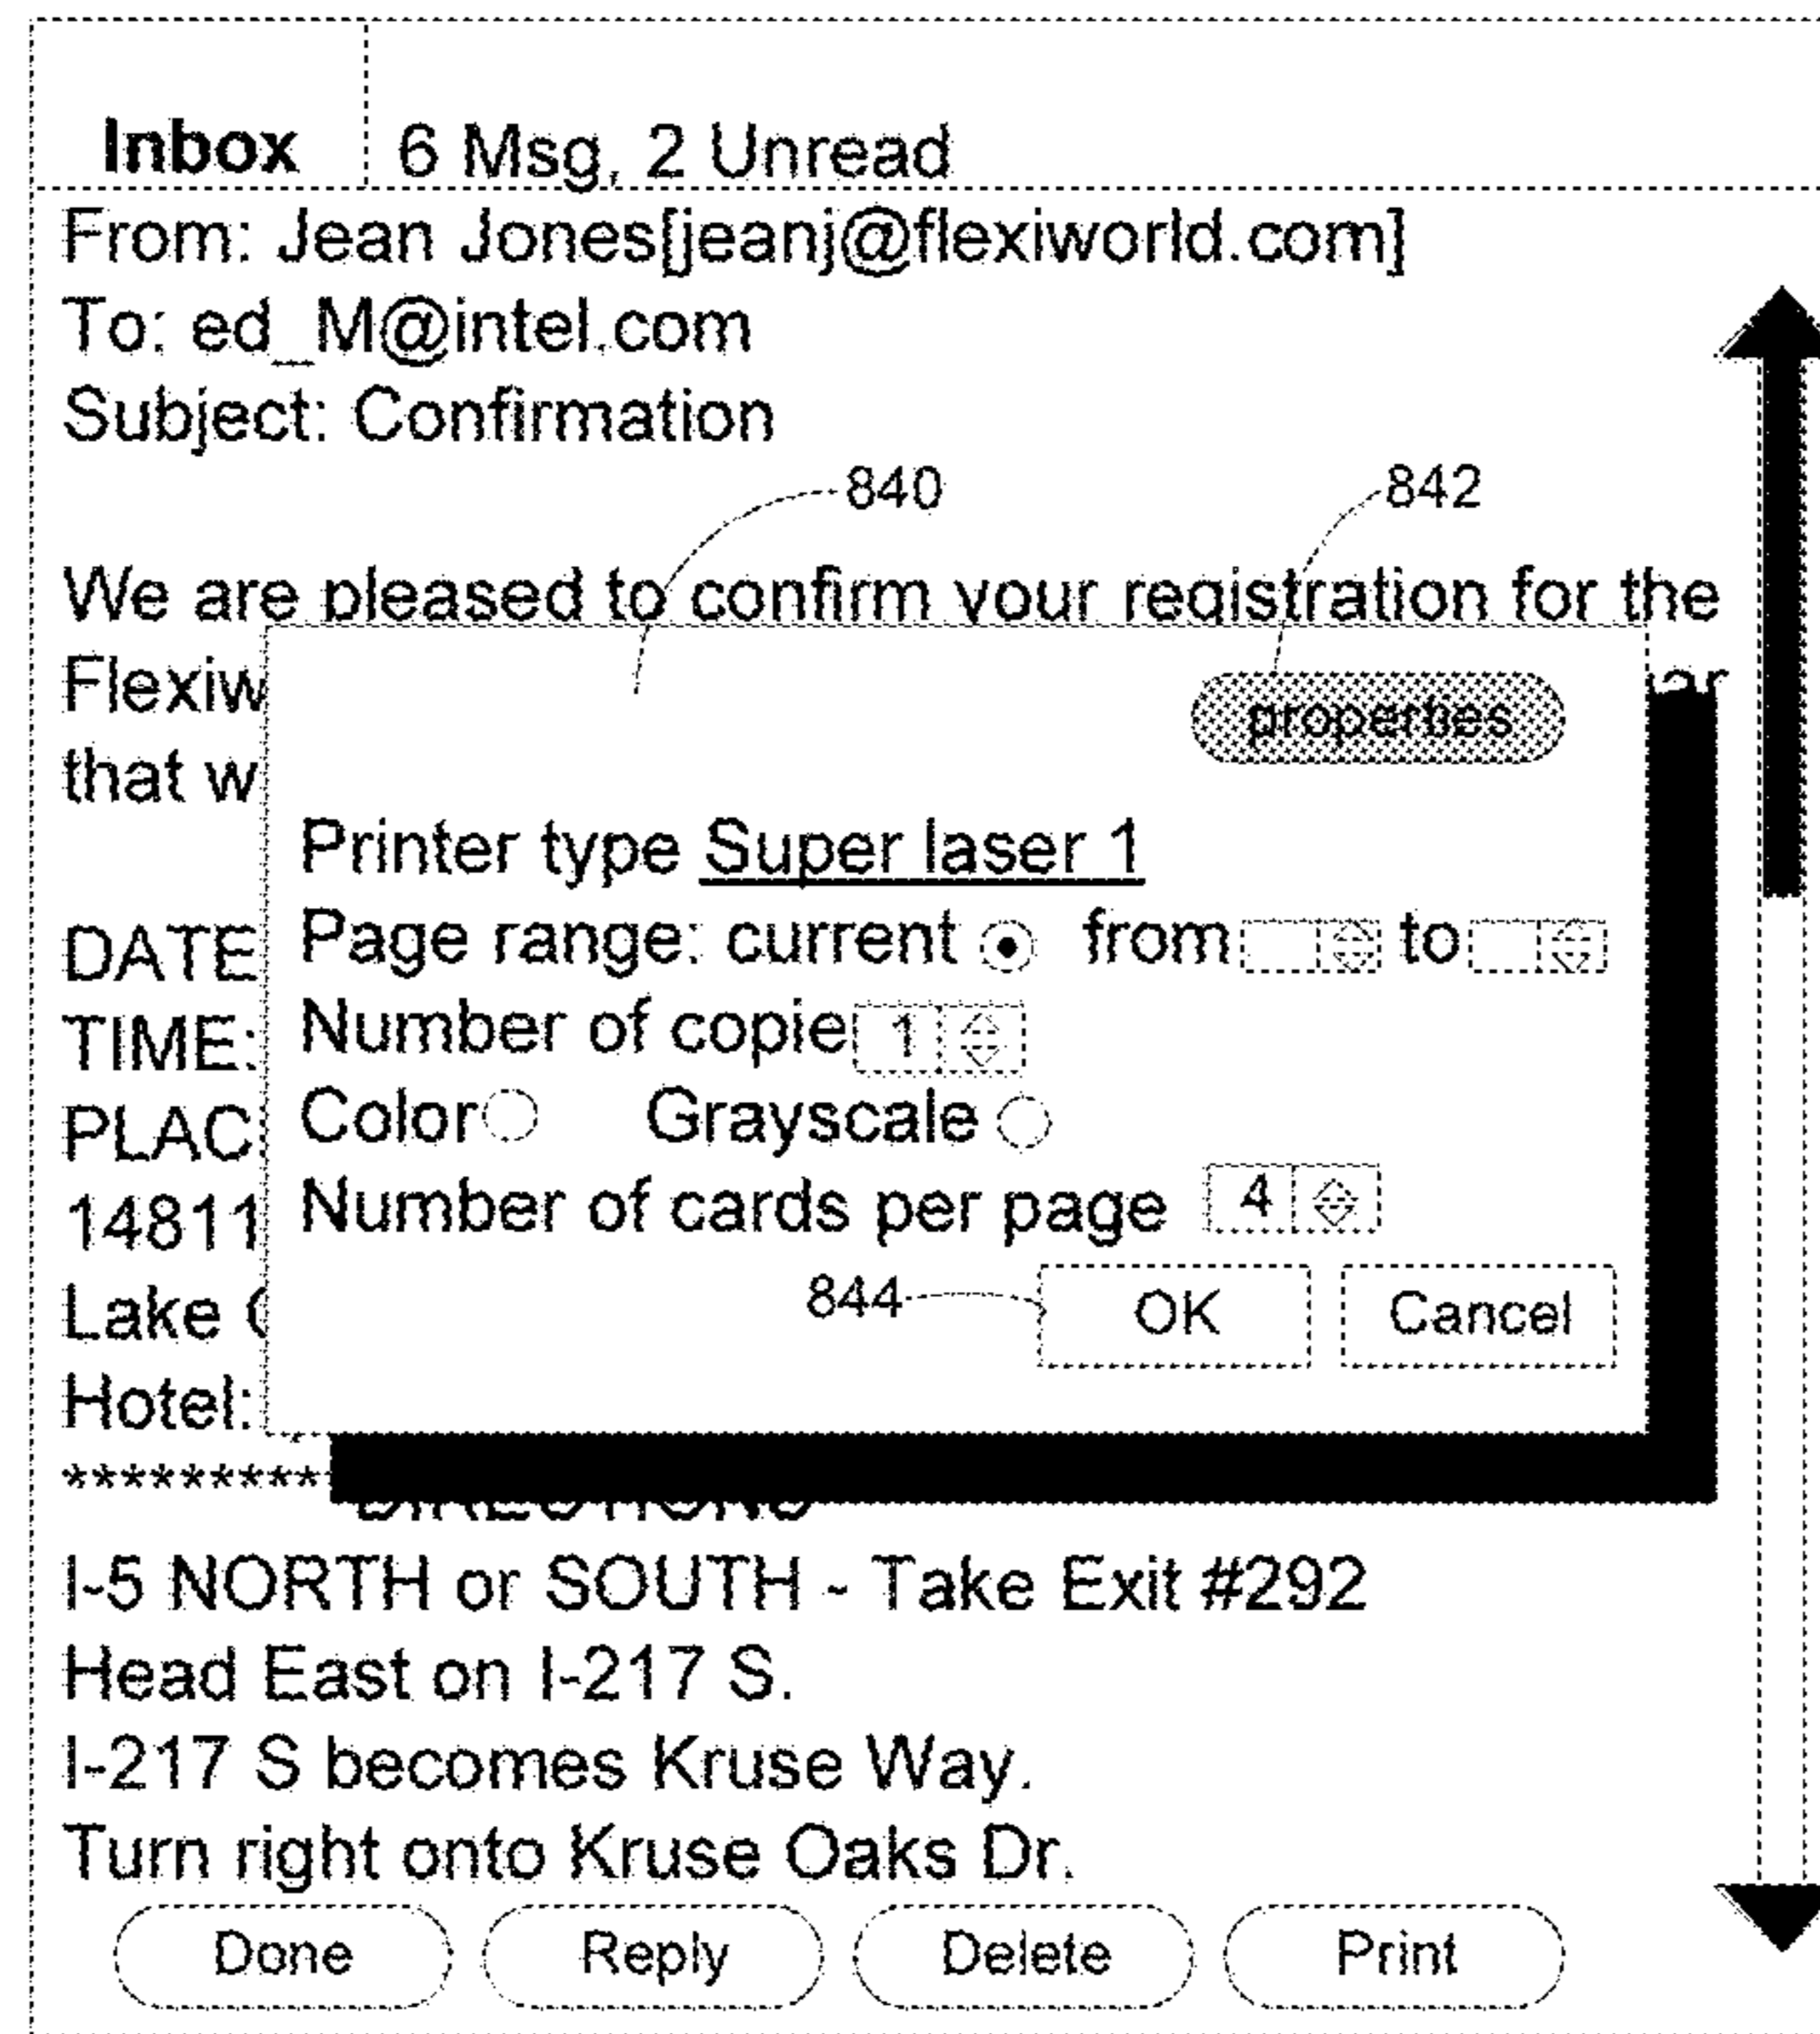 Inbox 6 Msg, 2 Unread
From: Jean Jones[jeanj@flexiworld.com]
To: ed_M@intel.com
Subject: Confirmation
840 842
We are pleased to confirm your registration for the
Flexiw ar
properties
that w
Printer type Super laser 1
DATE Page range: current from to
TIME: Number of copie 1
PLAC Color Grayscale
14811 Number of cards per page 4
Lake 844 OK Cancel
Hotel:
**********
DIRECTIONS
I-5 NORTH or SOUTH - Take Exit #292
Head East on I-217 S.
I-217 S becomes Kruse Way.
Turn right onto Kruse Oaks Dr.
Done Reply Delete Print